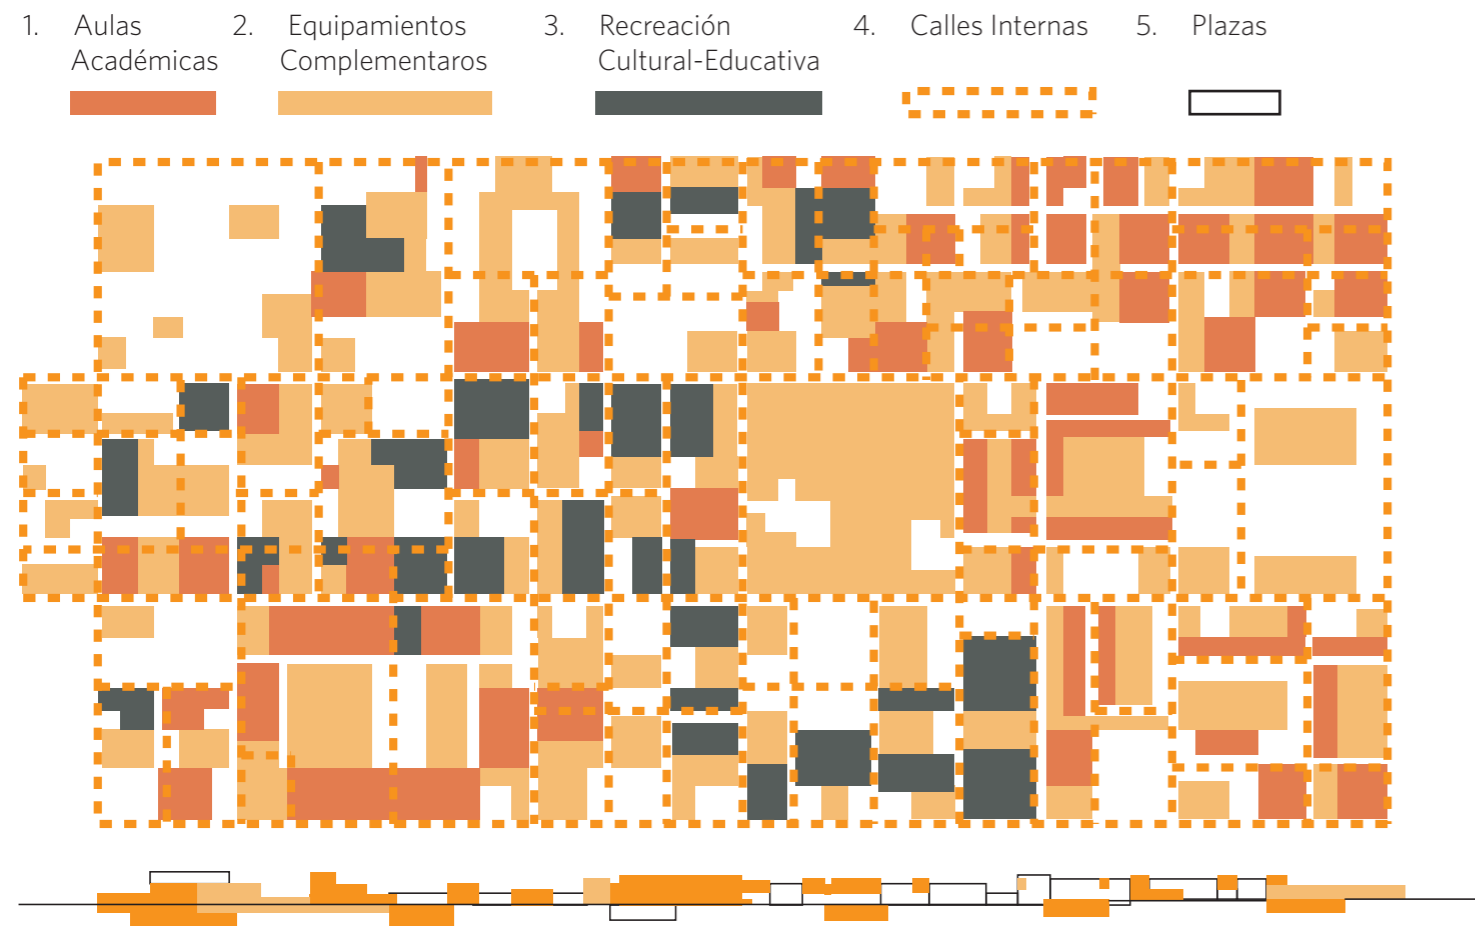 1. Aulas Académicas
2. Equipamientos Complementaros
3. Recreación Cultural-Educativa
4. Calles Internas
5. Plazas